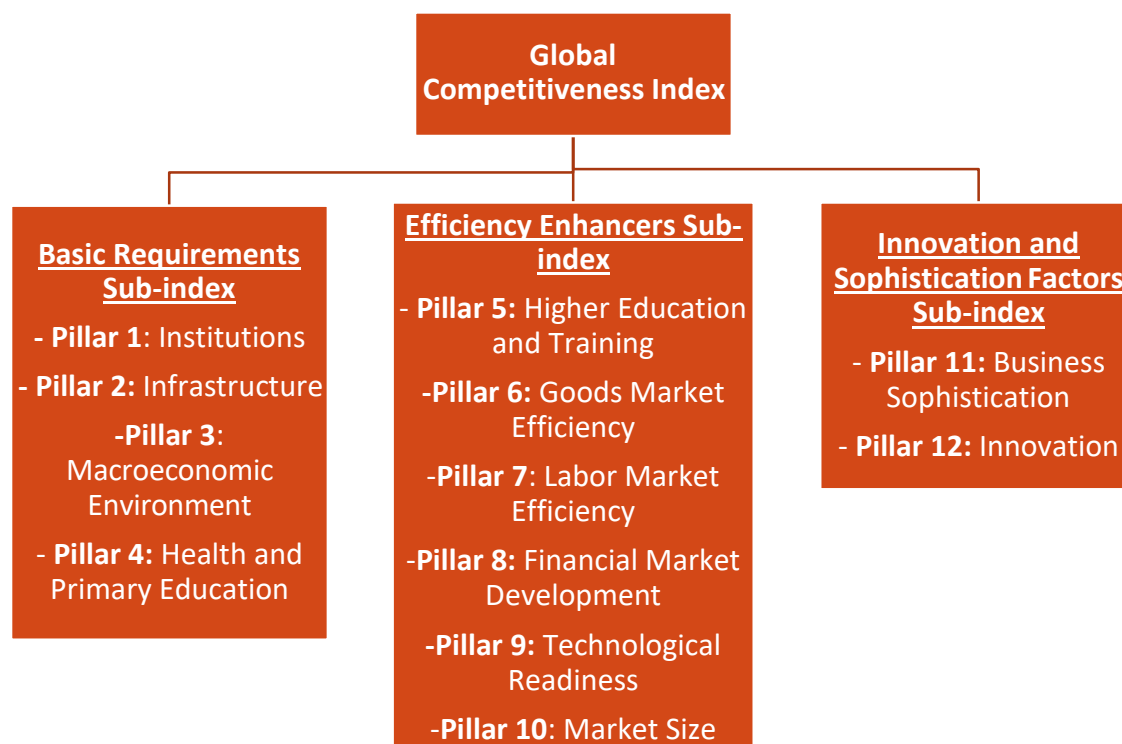 Global
Competitiveness Index
Basic Requirements
Sub-index
- Pillar 1: Institutions
- Pillar 2: Infrastructure
-Pillar 3:
Macroeconomic
Environment
- Pillar 4: Health and
Primary Education
Efficiency Enhancers Sub-
index
- Pillar 5: Higher Education
and Training
-Pillar 6: Goods Market
Efficiency
-Pillar 7: Labor Market
Efficiency
-Pillar 8: Financial Market
Development
-Pillar 9: Technological
Readiness
-Pillar 10: Market Size
Innovation and
Sophistication Factors
Sub-index
- Pillar 11: Business
Sophistication
- Pillar 12: Innovation